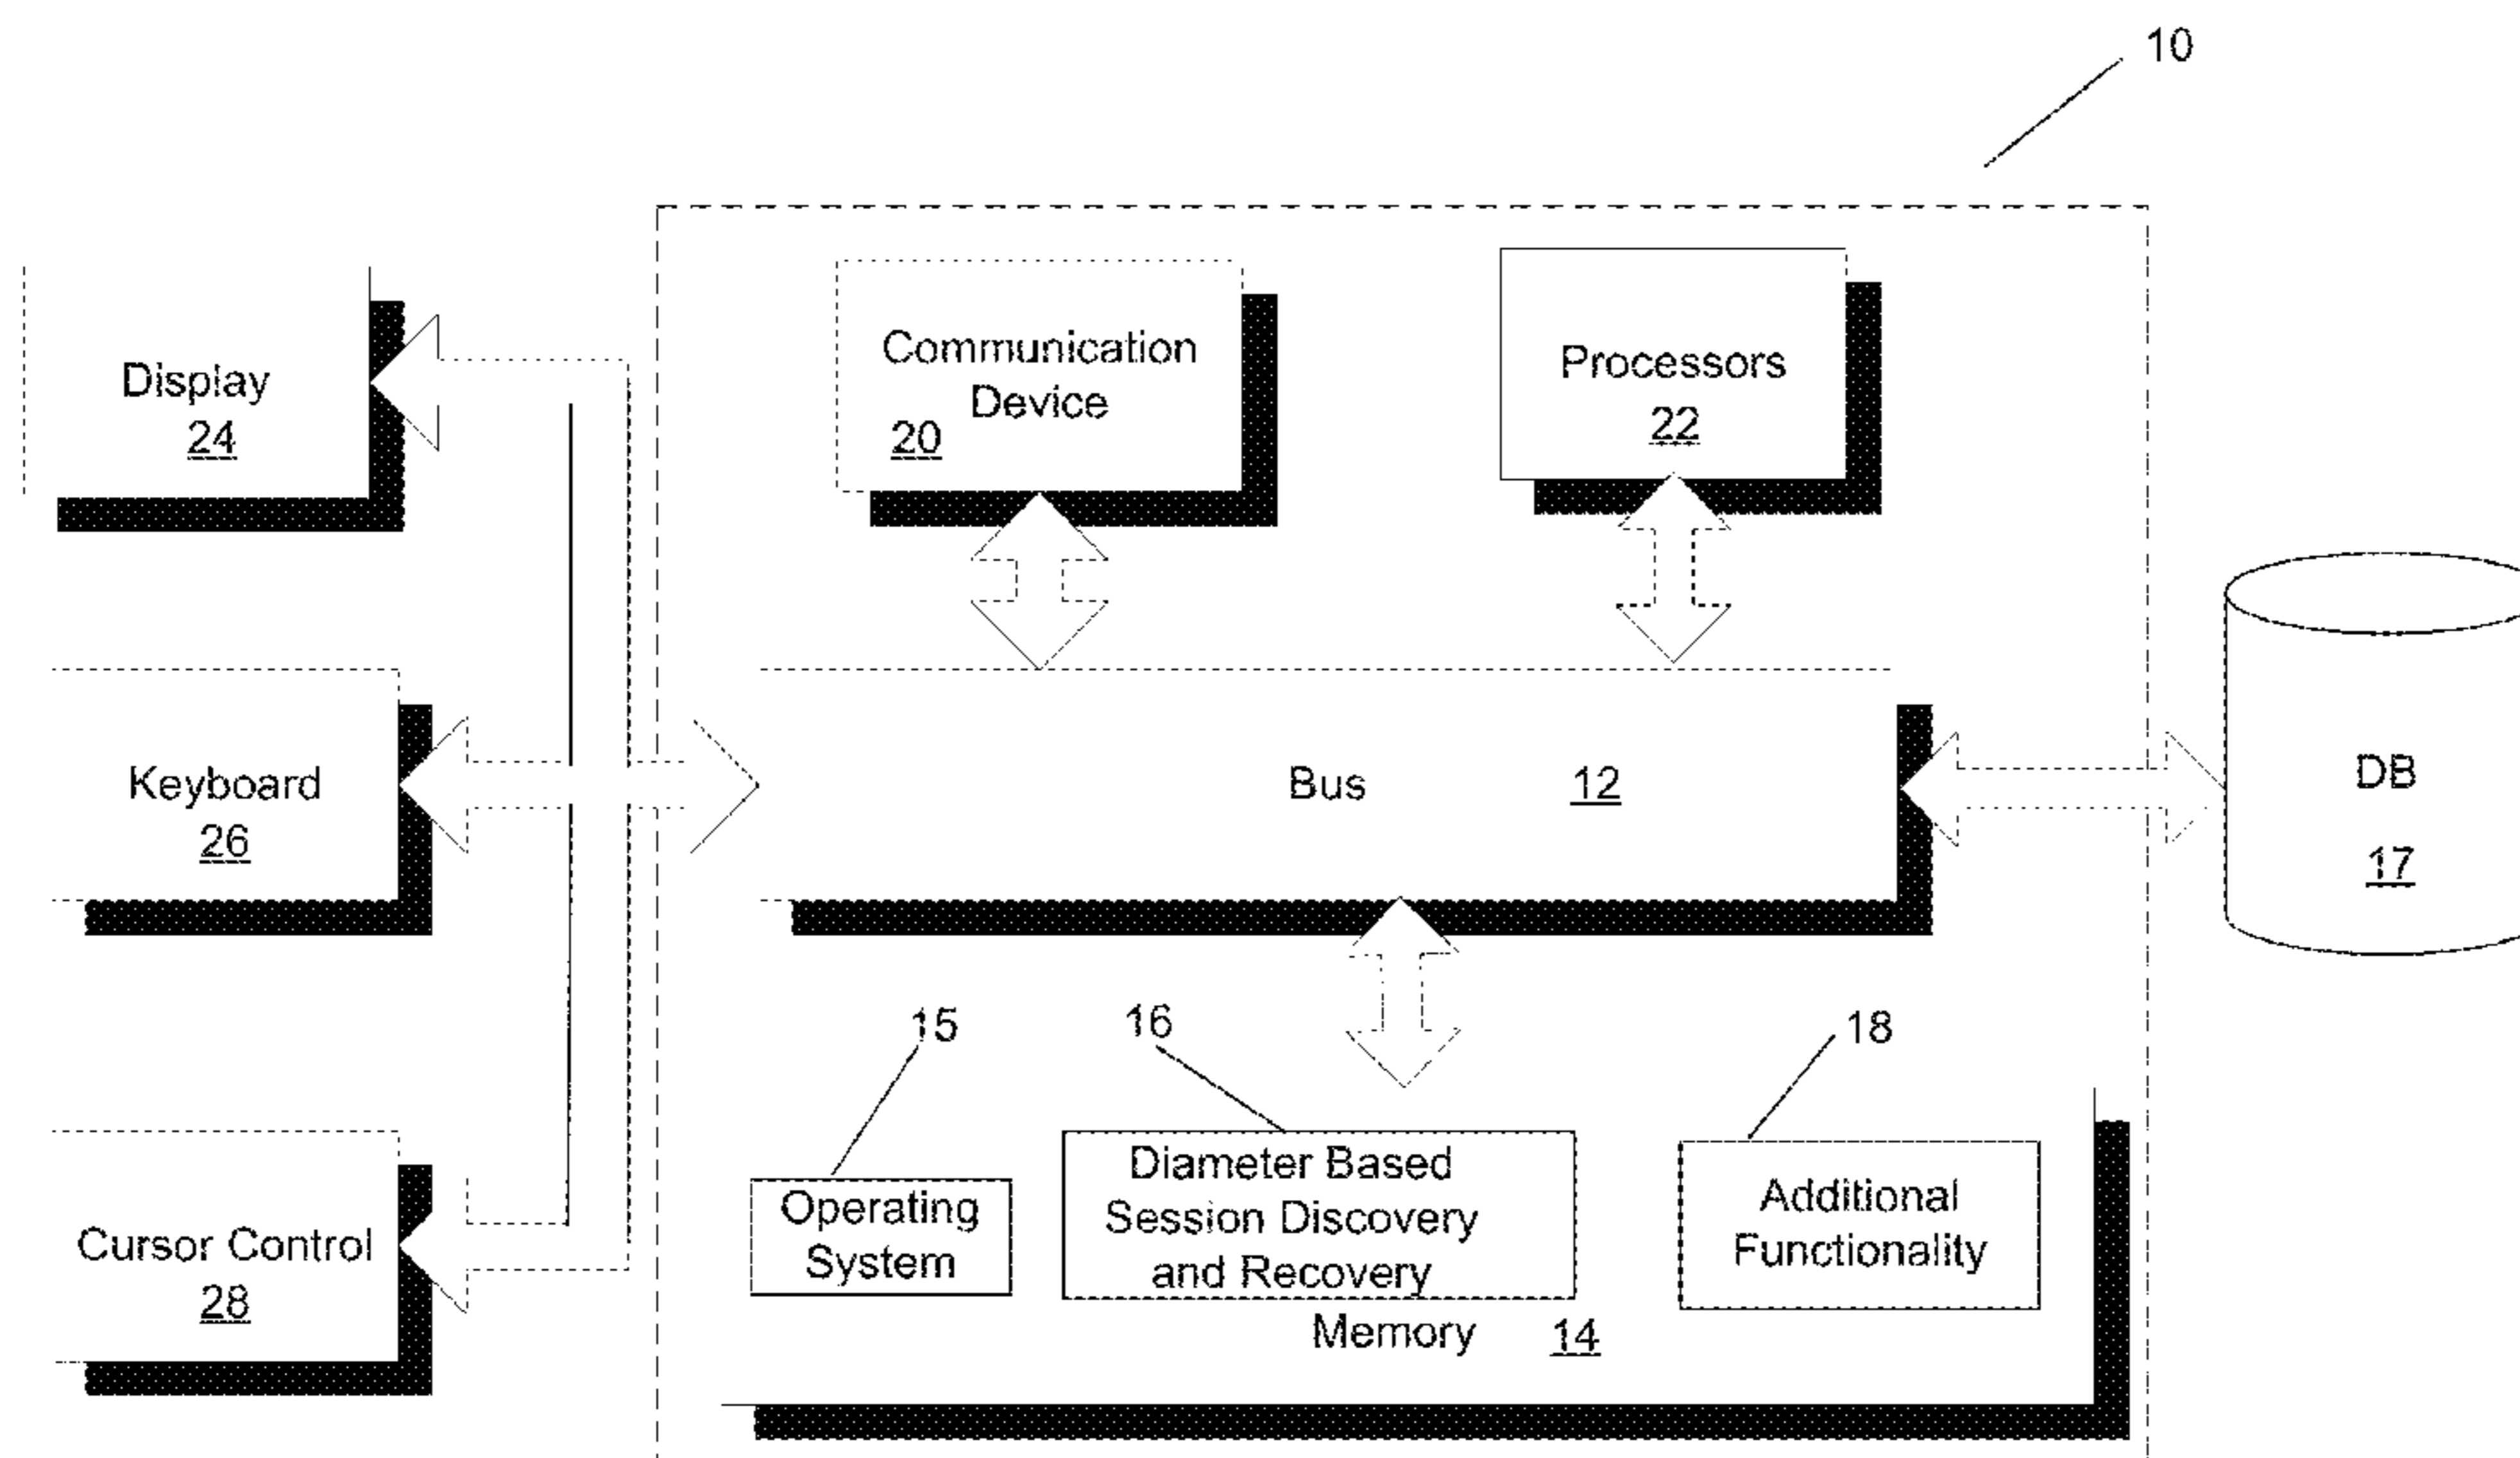 10
Display
24
Communication
Device
20
Processors
22
Keyboard
26
Bus 12
DB
17
15
16
18
Cursor Control
28
Operating
System
Diameter Based
Session Discovery
and Recovery
Additional
Functionality
Memory 14